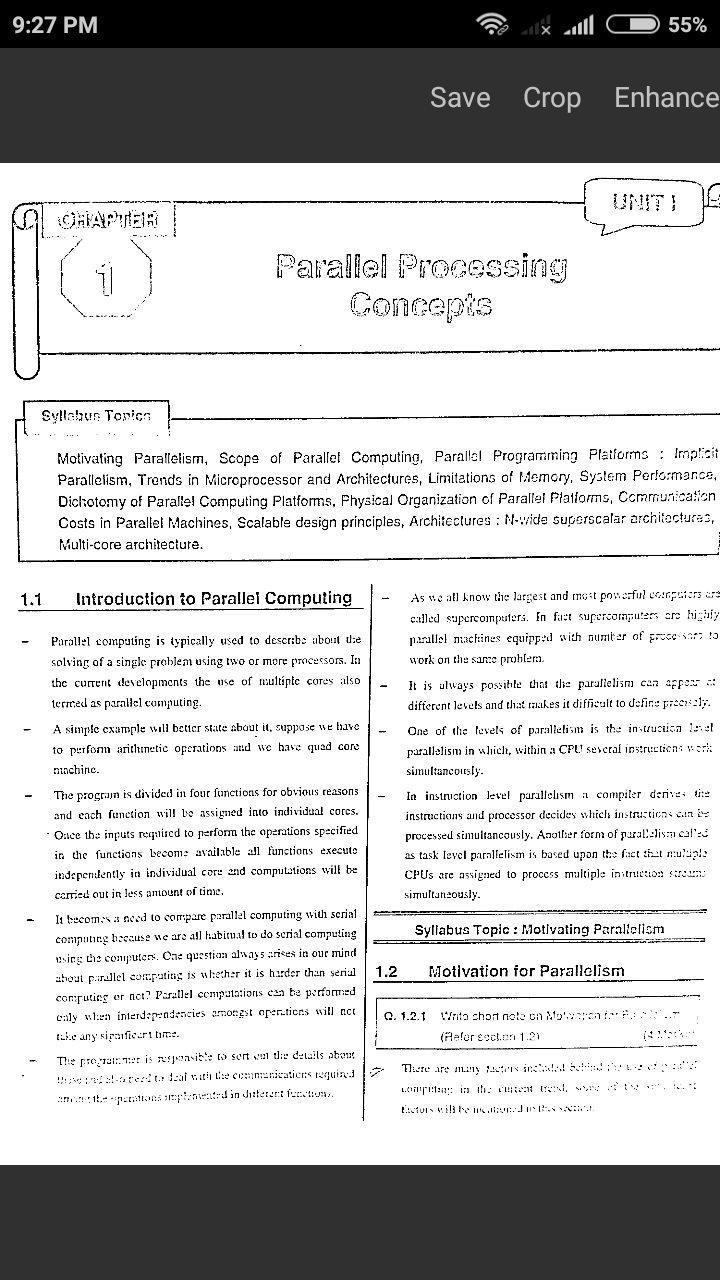 9:27 PM
55%
Save Crop Enhance
UNIT I
CHAPTER
1
Parallel Processing
Concepts
Syllabus Topics
Motivating Parallelism, Scope of Parallel Computing, Parallel Programming Platforms : Implicit
Parallelism, Trends in Microprocessor and Architectures, Limitations of Memory, System Performance,
Dichotomy of Parallel Computing Platforms, Physical Organization of Parallel Platforms, Communication
Costs in Parallel Machines, Scalable design principles, Architectures : N-wide superscalar architectures,
Multi-core architecture.
1.1 Introduction to Parallel Computing
– Parallel computing is typically used to describe about the
solving of a single problem using two or more processors. In
the current developments the use of multiple cores also
termed as parallel computing.
– A simple example will better state about it, suppose we have
to perform arithmetic operations and we have quad core
machine.
– The program is divided in four functions for obvious reasons
and each function will be assigned into individual cores.
Once the inputs required to perform the operations specified
in the functions become available all functions execute
independently in individual core and computations will be
carried out in less amount of time.
– It becomes a need to compare parallel computing with serial
computing because we are all habitual to do serial computing
using the computers. One question always arises in our mind
about parallel computing is whether it is harder than serial
computing or not? Parallel computations can be performed
only when interdependencies amongst operations will not
take any significant time.
– The programmer is responsible to sort out the details about
these and also need to deal with the communications required
among the operations implemented in different functions.
– As we all know the largest and most powerful computers are
called supercomputers. In fact supercomputers are highly
parallel machines equipped with number of processors to
work on the same problem.
– It is always possible that the parallelism can appear at
different levels and that makes it difficult to define precisely.
– One of the levels of parallelism is the instruction level
parallelism in which, within a CPU several instructions work
simultaneously.
– In instruction level parallelism a compiler derives the
instructions and processor decides which instructions can be
processed simultaneously. Another form of parallelism called
as task level parallelism is based upon the fact that multiple
CPUs are assigned to process multiple instruction streams
simultaneously.
Syllabus Topic : Motivating Parallelism
1.2 Motivation for Parallelism
Q. 1.2.1 Write short note on Motivation for Parallelism
(Refer section 1.2) (4 Marks)
There are many factors included behind the use of parallel
computing in the current trend, some of the
factors will be mentioned in this section.